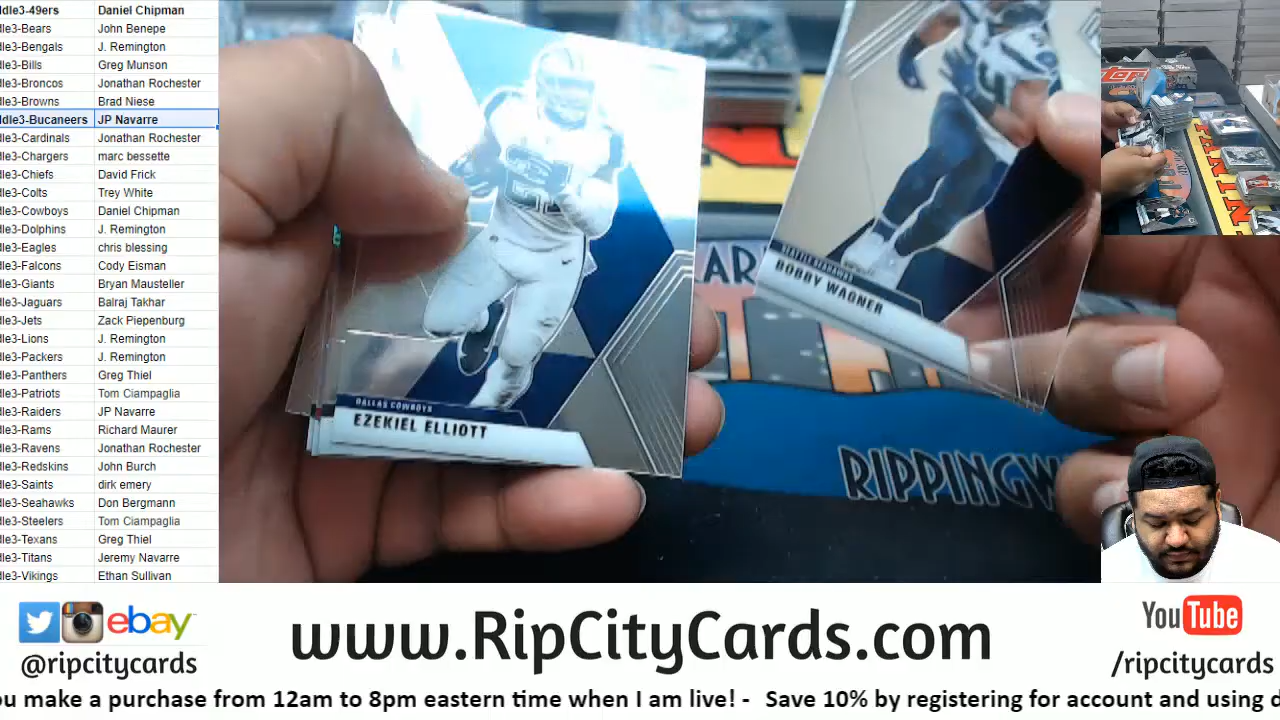 ddle3-49ers Daniel Chipman
dle3-Bears John Benepe
dle3-Bengals J. Remington
dle3-Bills Greg Munson
dle3-Broncos Jonathan Rochester
dle3-Browns Brad Niese
ddle3-Bucaneers JP Navarre
dle3-Cardinals Jonathan Rochester
dle3-Chargers marc bessette
dle3-Chiefs David Frick
dle3-Colts Trey White
dle3-Cowboys Daniel Chipman
dle3-Dolphins J. Remington
dle3-Eagles chris blessing
dle3-Falcons Cody Eisman
dle3-Giants Bryan Mausteller
dle3-Jaguars Balraj Takhar
dle3-Jets Zack Piepenburg
dle3-Lions J. Remington
dle3-Packers J. Remington
dle3-Panthers Greg Thiel
dle3-Patriots Tom Ciampaglia
dle3-Raiders JP Navarre
dle3-Rams Richard Maurer
dle3-Ravens Jonathan Rochester
dle3-Redskins John Burch
dle3-Saints dirk emery
dle3-Seahawks Don Bergmann
dle3-Steelers Tom Ciampaglia
dle3-Texans Greg Thiel
dle3-Titans Jeremy Navarre
dle3-Vikings Ethan Sullivan
DALLAS COWBOYS
EZEKIEL ELLIOTT
SEATTLE SEAHAWKS
BOBBY WAGNER
ARD
RIPPINGW
PANINI
ebay
@ripcitycards
www.RipCityCards.com
YouTube
/ripcitycards
ou make a purchase from 12am to 8pm eastern time when I am live! - Save 10% by registering for account and using d